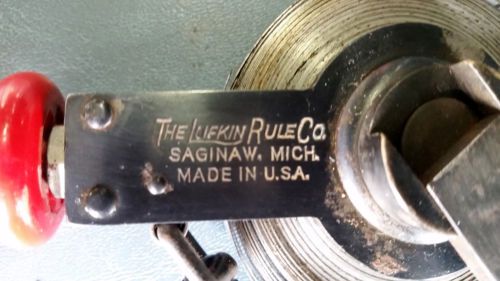 THE LUFKIN RULE CO.
SAGINAW, MICH.
MADE IN U.S.A.